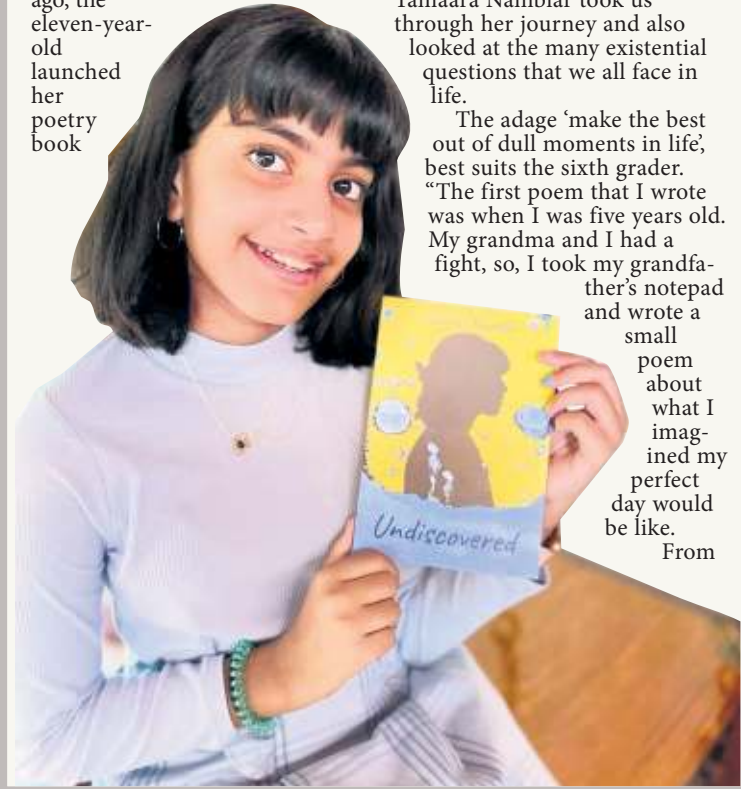 ago, the
eleven-year-
old
launched
her
poetry
book
Tamaara Nambiar took us
through her journey and also
looked at the many existential
questions that we all face in
life.
The adage ‘make the best
out of dull moments in life’,
best suits the sixth grader.
“The first poem that I wrote
was when I was five years old.
My grandma and I had a
fight, so, I took my grandfa-
ther’s notepad
and wrote a
small
poem
about
what I
imag-
ined my
perfect
day would
be like.
From
Undiscovered